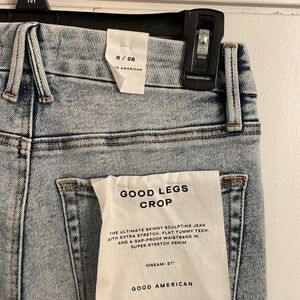 M
6 / 28
GOOD AMERICAN
GOOD LEGS
CROP
THE ULTIMATE SKINNY SCULPTING JEAN
WITH EXTRA STRETCH, FLAT TUMMY TECH,
AND A GAP-PROOF WAISTBAND IN
SUPER STRETCH DENIM
INSEAM: 27"
GOOD AMERICAN